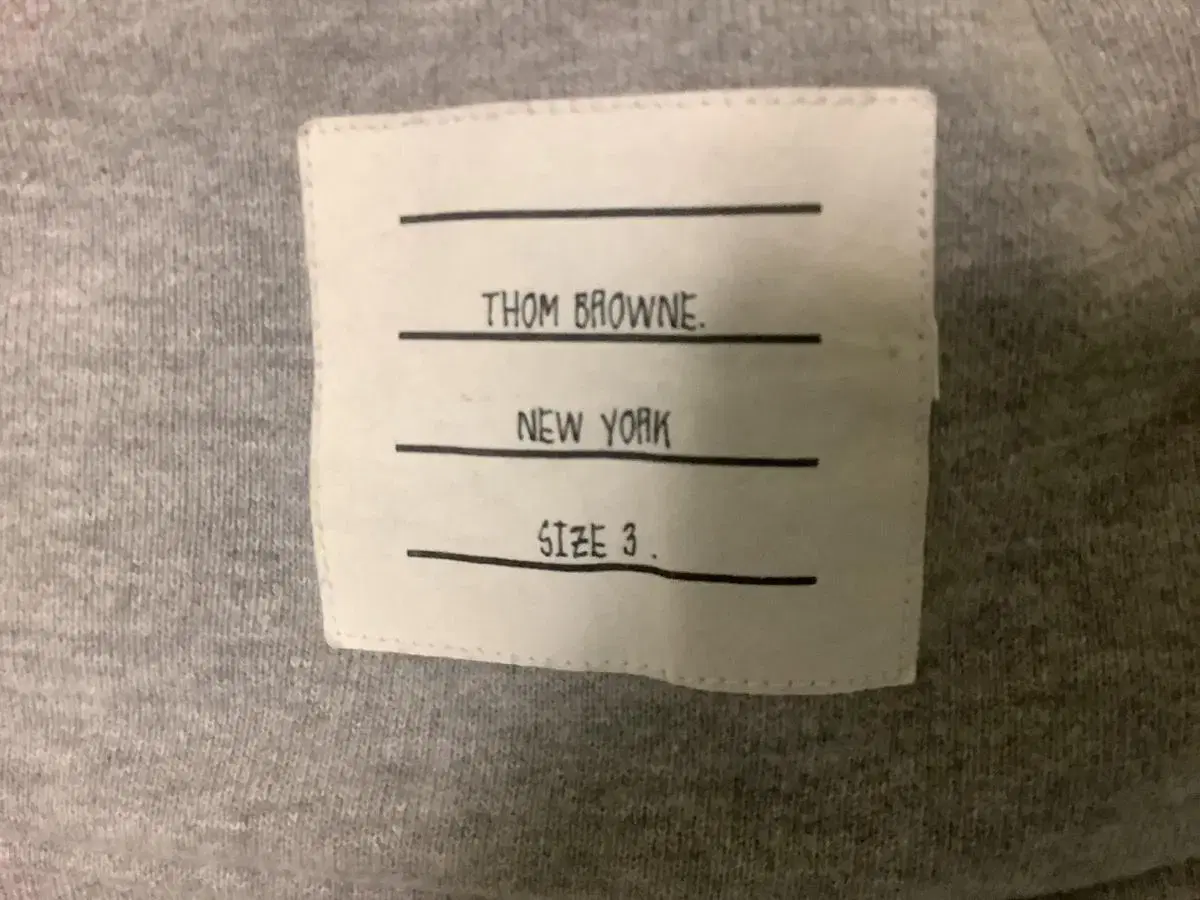 THOM BROWNE.
NEW YORK
SIZE 3.